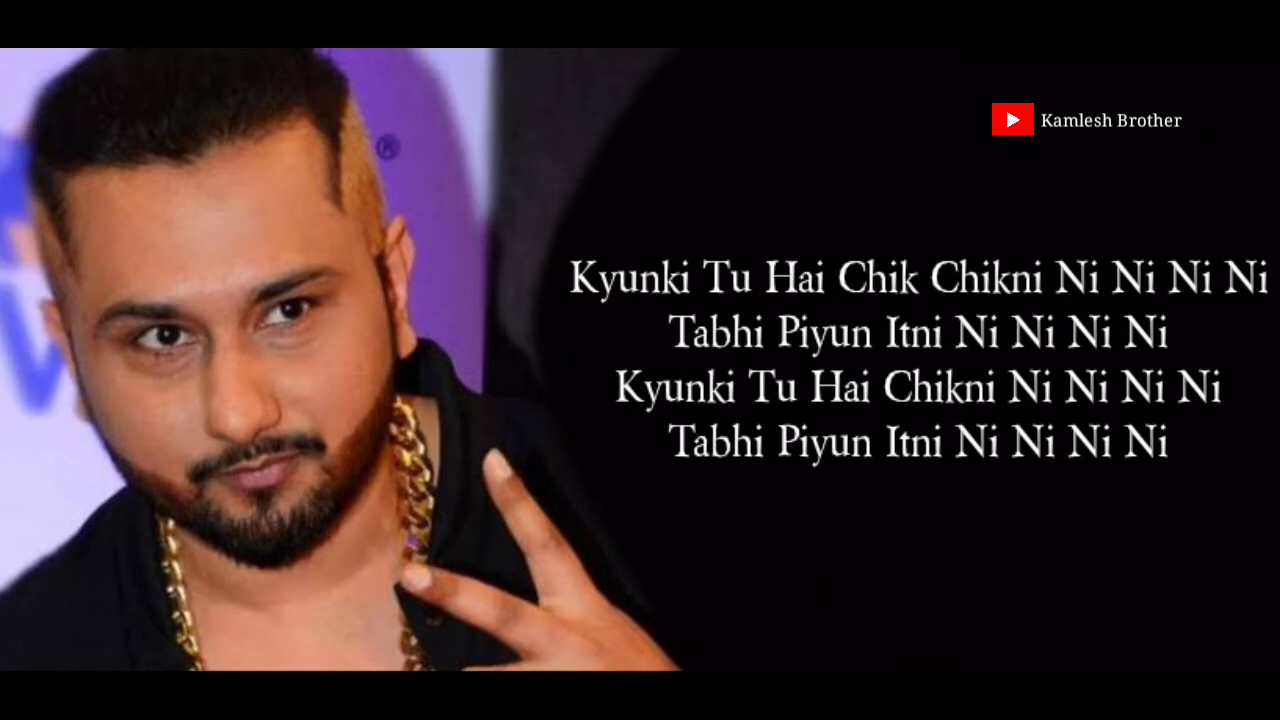 ®
Kamlesh Brother
Kyunki Tu Hai Chik Chikni Ni Ni Ni Ni
Tabhi Piyun Itni Ni Ni Ni Ni
Kyunki Tu Hai Chikni Ni Ni Ni Ni
Tabhi Piyun Itni Ni Ni Ni Ni